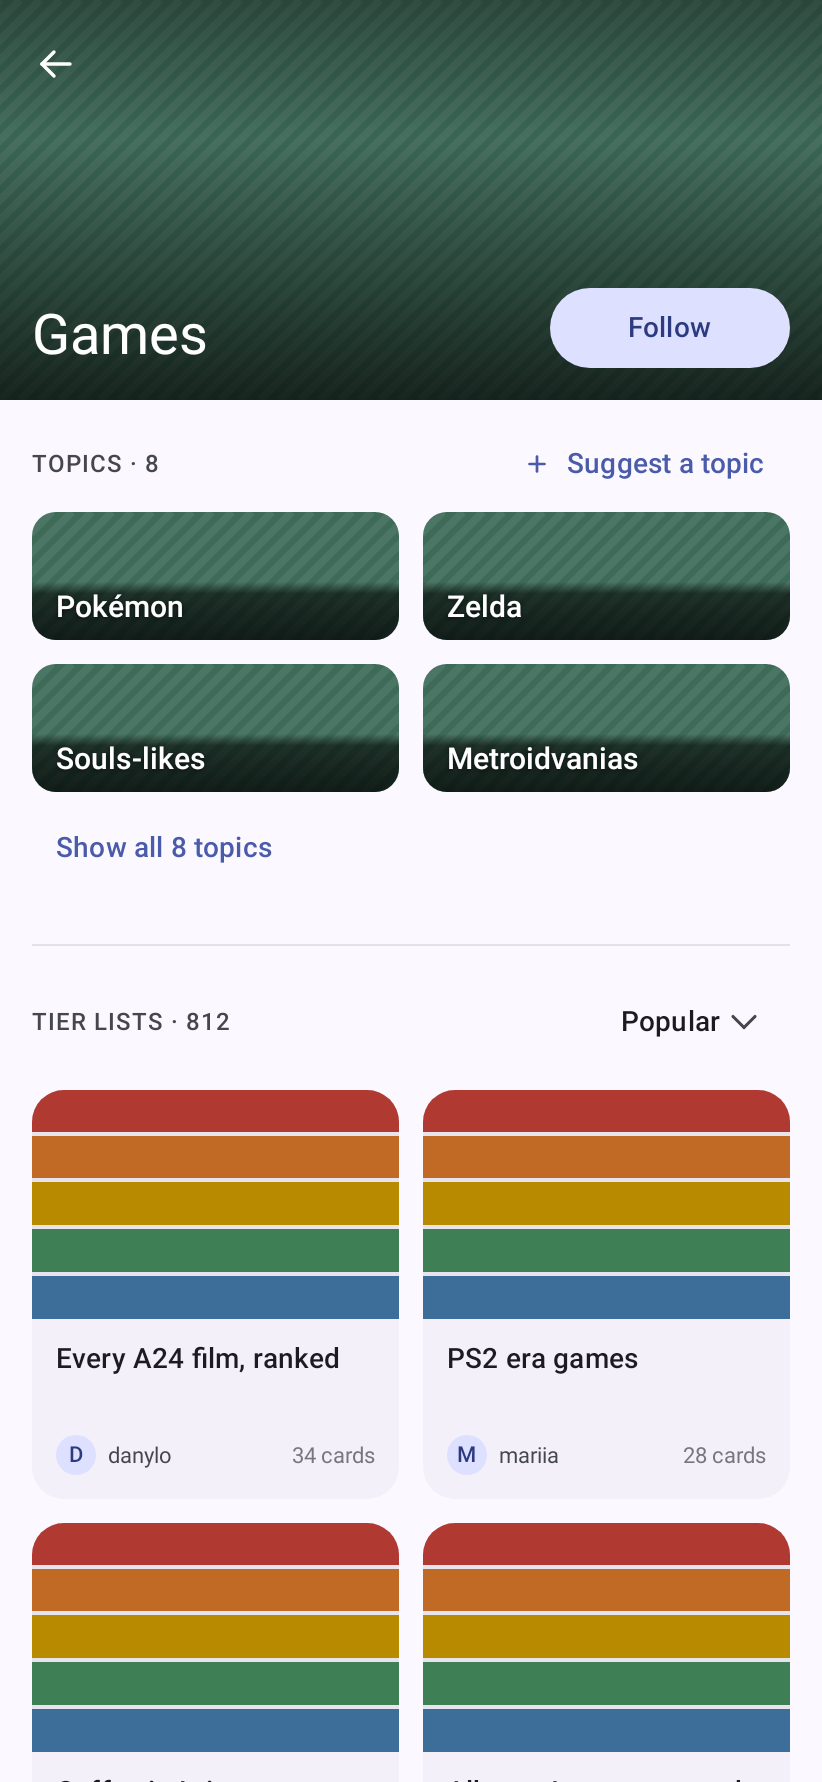 Games
Follow
TOPICS · 8
+ Suggest a topic
Pokémon
Zelda
Souls-likes
Metroidvanias
Show all 8 topics
TIER LISTS · 812
Popular
Every A24 film, ranked
PS2 era games
D danylo
34 cards
M mariia
28 cards